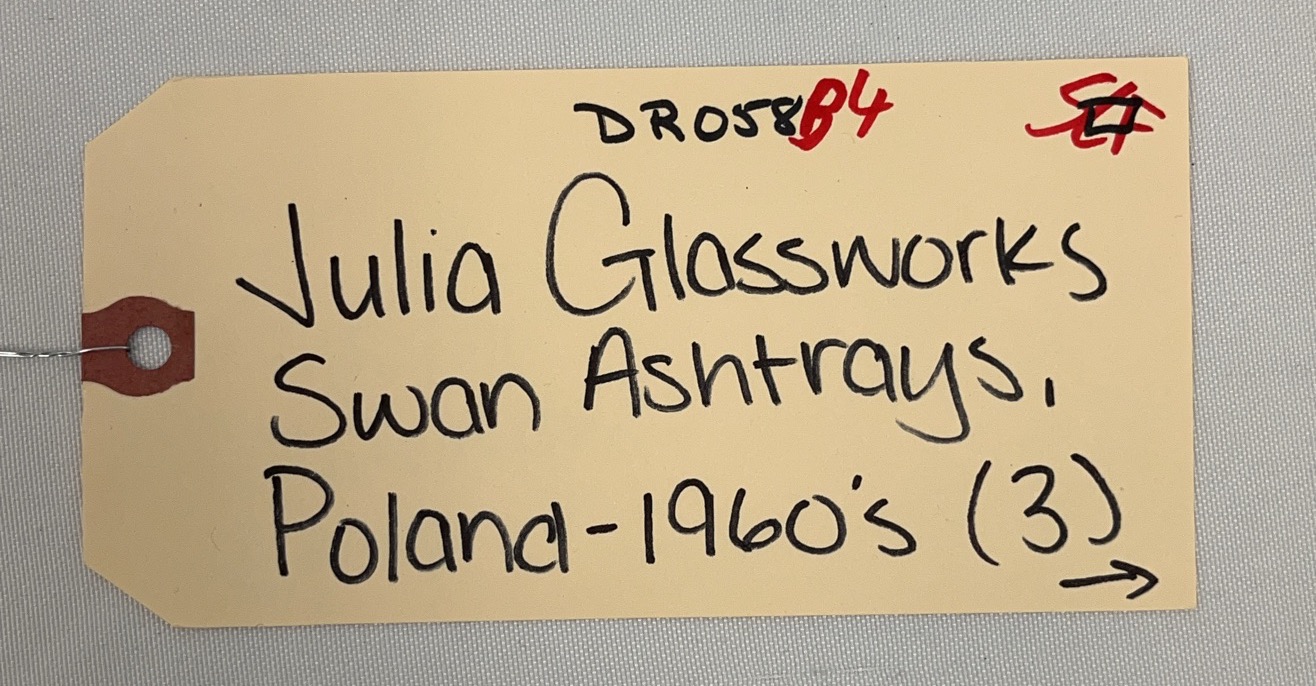 DR058B4
Julia Glassworks
Swan Ashtrays,
Poland-1960's (3)
→